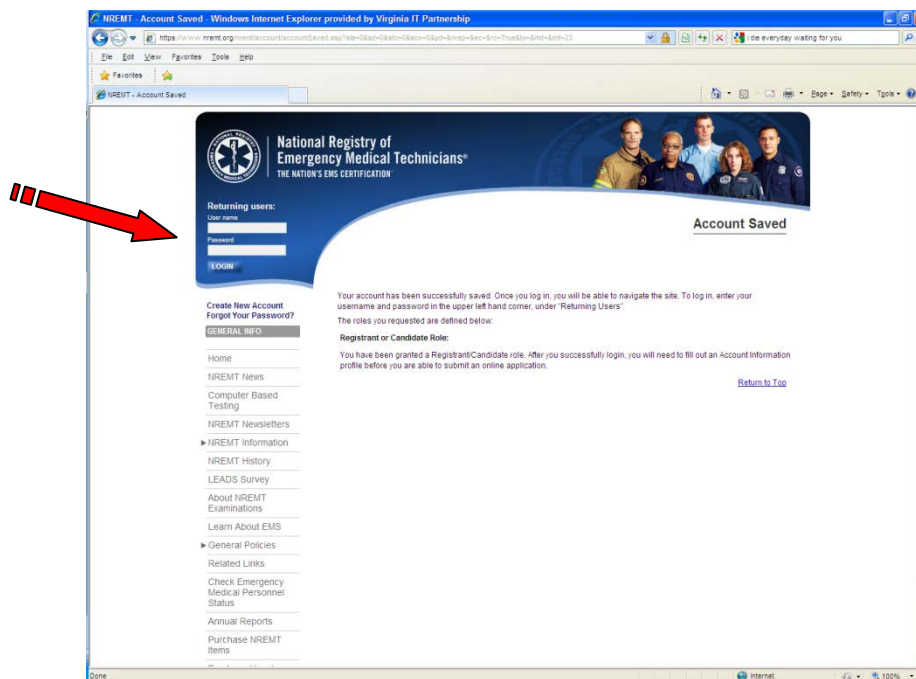 NREMT - Account Saved - Windows Internet Explorer provided by Virginia IT Partnership
i die everyday waiting for you
File Edit View Favorites Tools Help
Favorites
NREMT - Account Saved
Page Safety Tools
National Registry of
Emergency Medical Technicians®
THE NATION'S EMS CERTIFICATION
Returning users:
User name
Password
LOGIN
Account Saved
Your account has been successfully saved. Once you log in, you will be able to navigate the site. To log in, enter your
username and password in the upper left hand corner, under "Returning Users".
The roles you requested are defined below:
Registrant or Candidate Role:
You have been granted a Registrant/Candidate role. After you successfully login, you will need to fill out an Account Information
profile before you are able to submit an online application.
Return to Top
Create New Account
Forgot Your Password?
GENERAL INFO
Home
NREMT News
Computer Based
Testing
NREMT Newsletters
NREMT Information
NREMT History
LEADS Survey
About NREMT
Examinations
Learn About EMS
General Policies
Related Links
Check Emergency
Medical Personnel
Status
Annual Reports
Purchase NREMT
Items
Done
Internet
100%